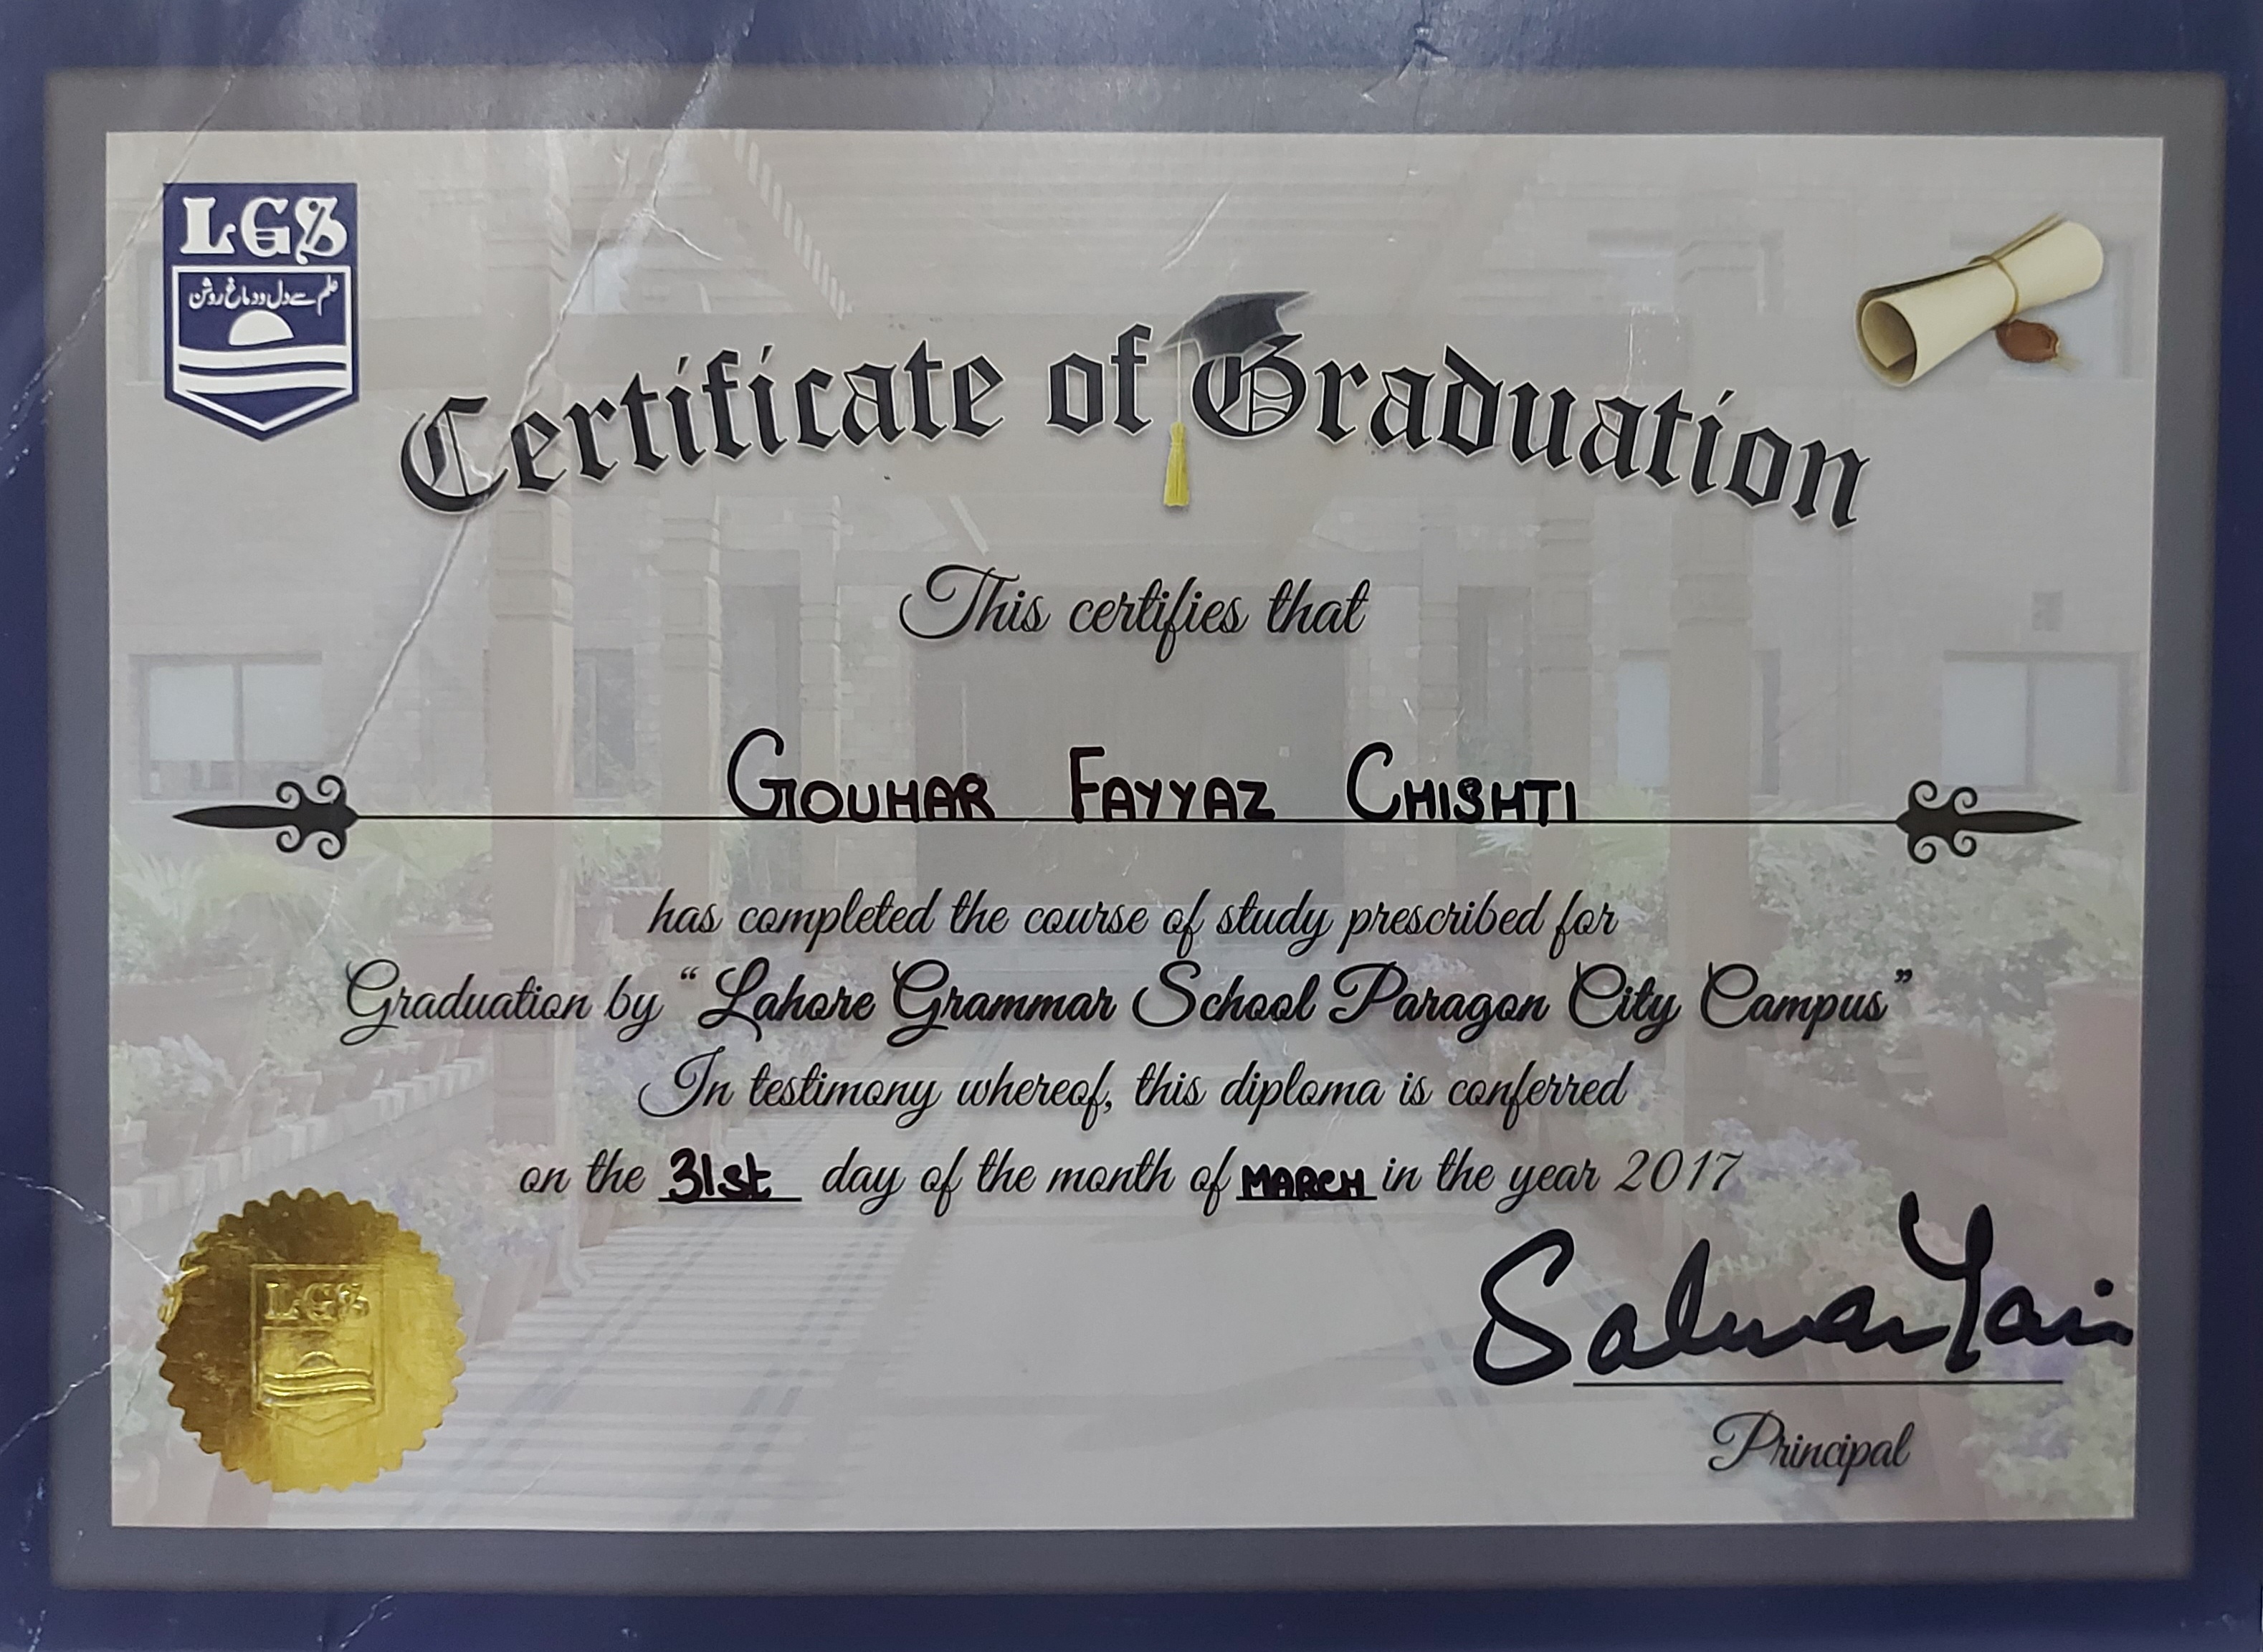 LGS
علم سے دل و دماغ روشن
Certificate of Graduation
This certifies that
GOUHAR FAYYAZ CHISHTI
has completed the course of study prescribed for
Graduation by “Lahore Grammar School Paragon City Campus”
In testimony whereof, this diploma is conferred
on the 31st day of the month of MARCH in the year 2017
LGS
Principal